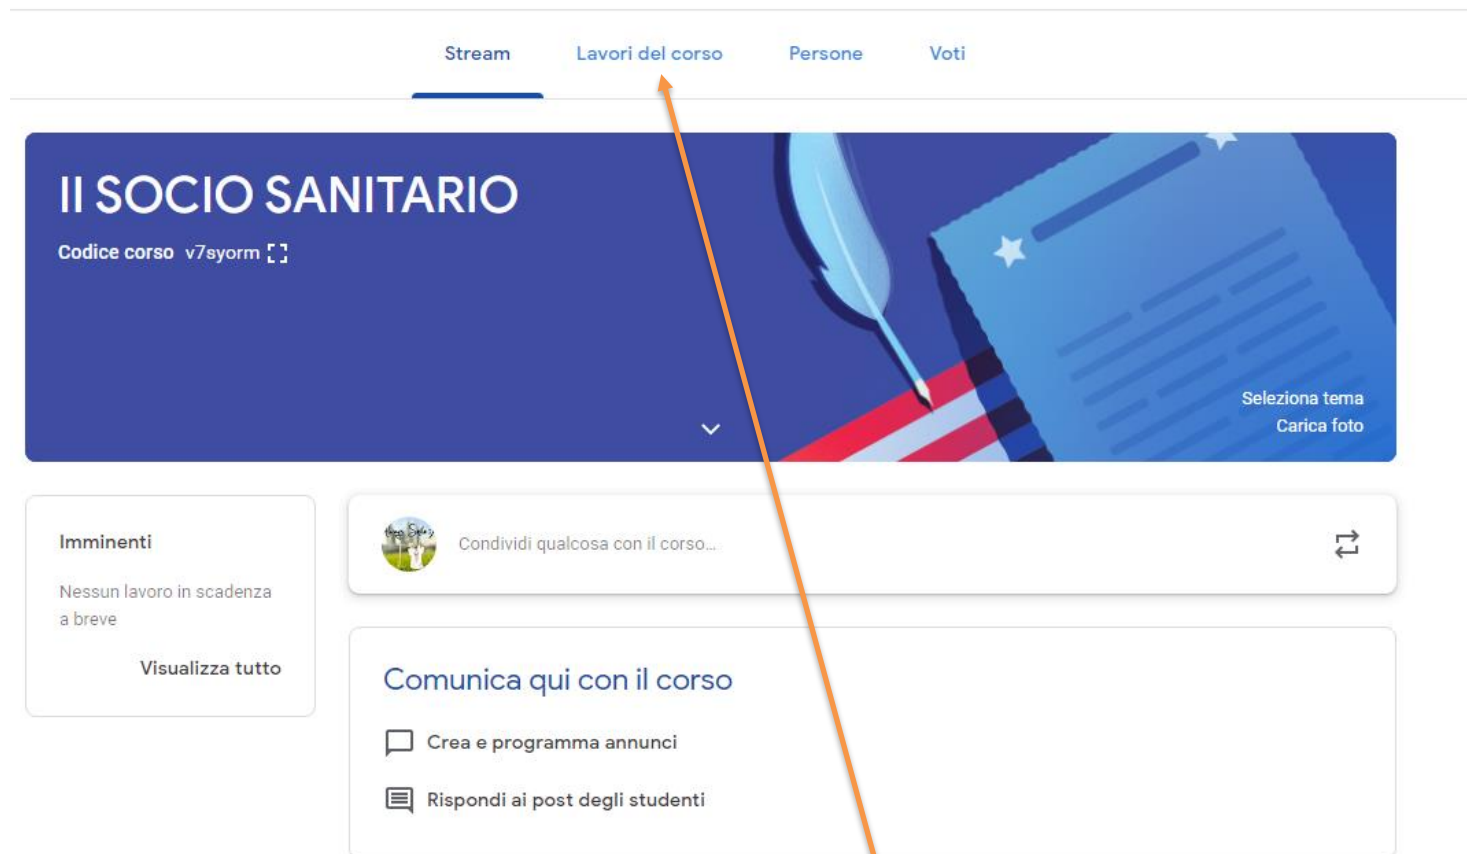 Stream Lavori del corso Persone Voti
II SOCIO SANITARIO
Codice corso v7syorm
Seleziona tema
Carica foto
Imminenti
Nessun lavoro in scadenza
a breve
Visualizza tutto
Condividi qualcosa con il corso...
Comunica qui con il corso
Crea e programma annunci
Rispondi ai post degli studenti